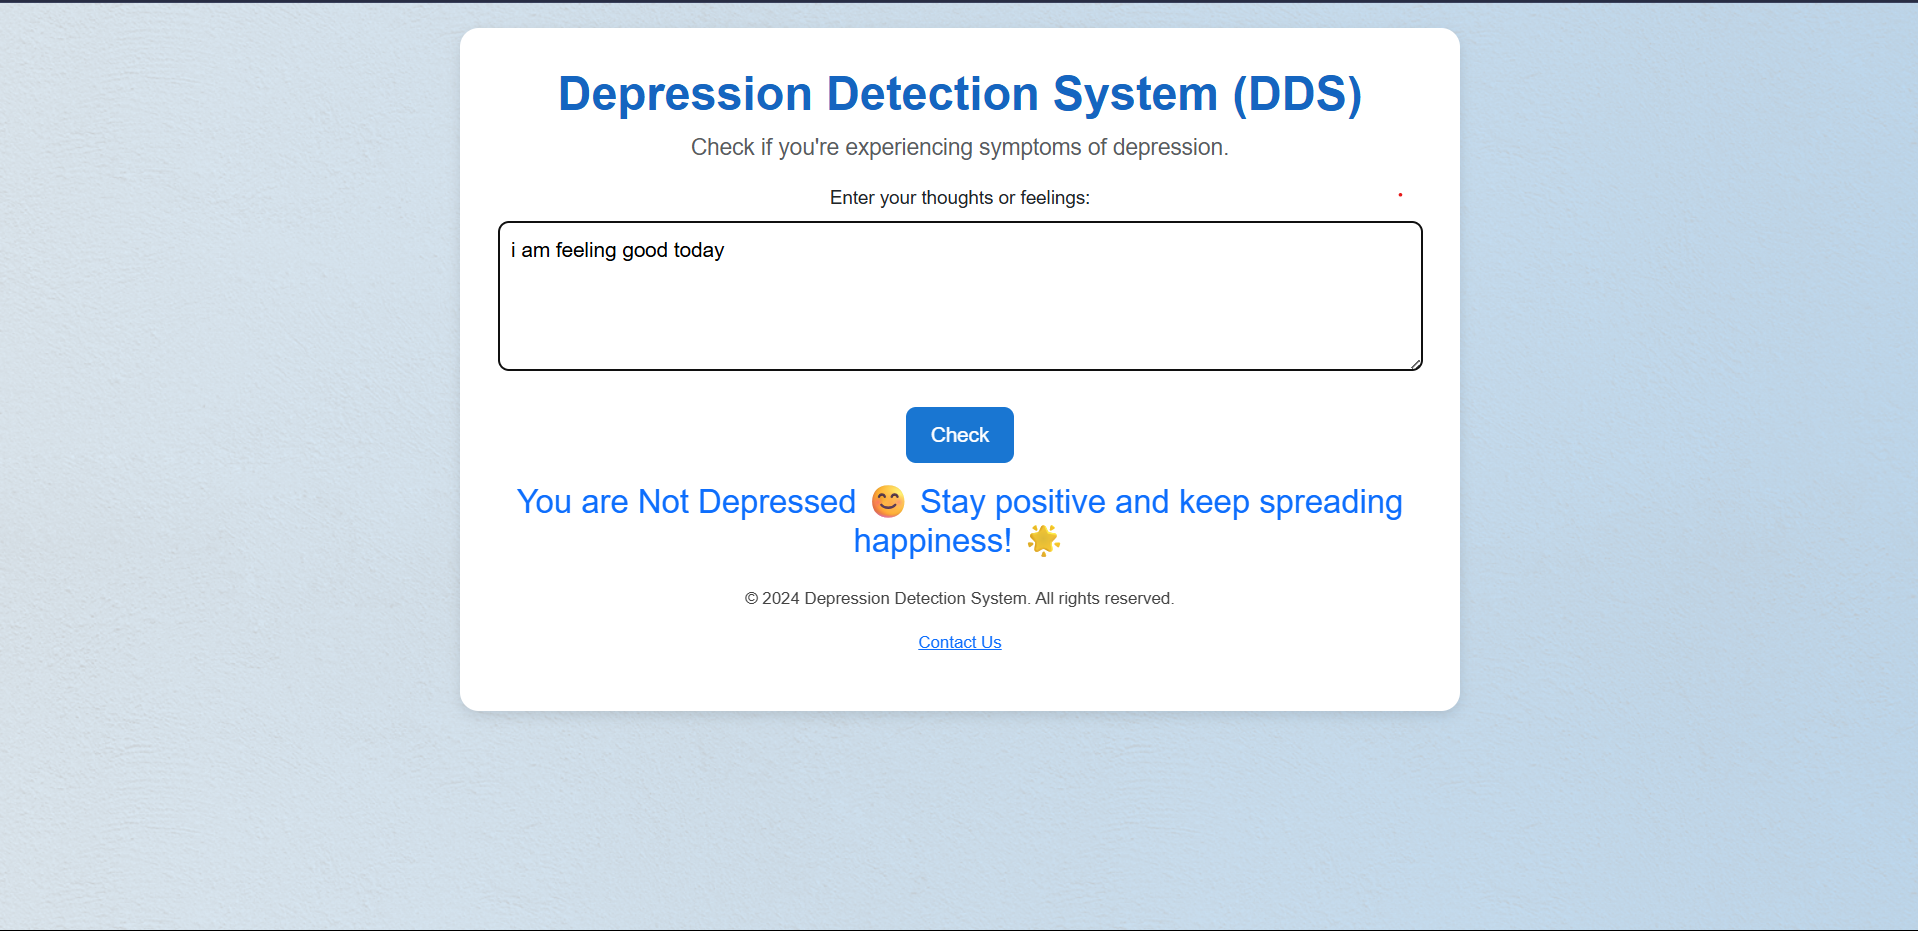 Depression Detection System (DDS)
Check if you're experiencing symptoms of depression.
Enter your thoughts or feelings:
i am feeling good today
Check
You are Not Depressed 😊 Stay positive and keep spreading
happiness! 🌟
© 2024 Depression Detection System. All rights reserved.
Contact Us